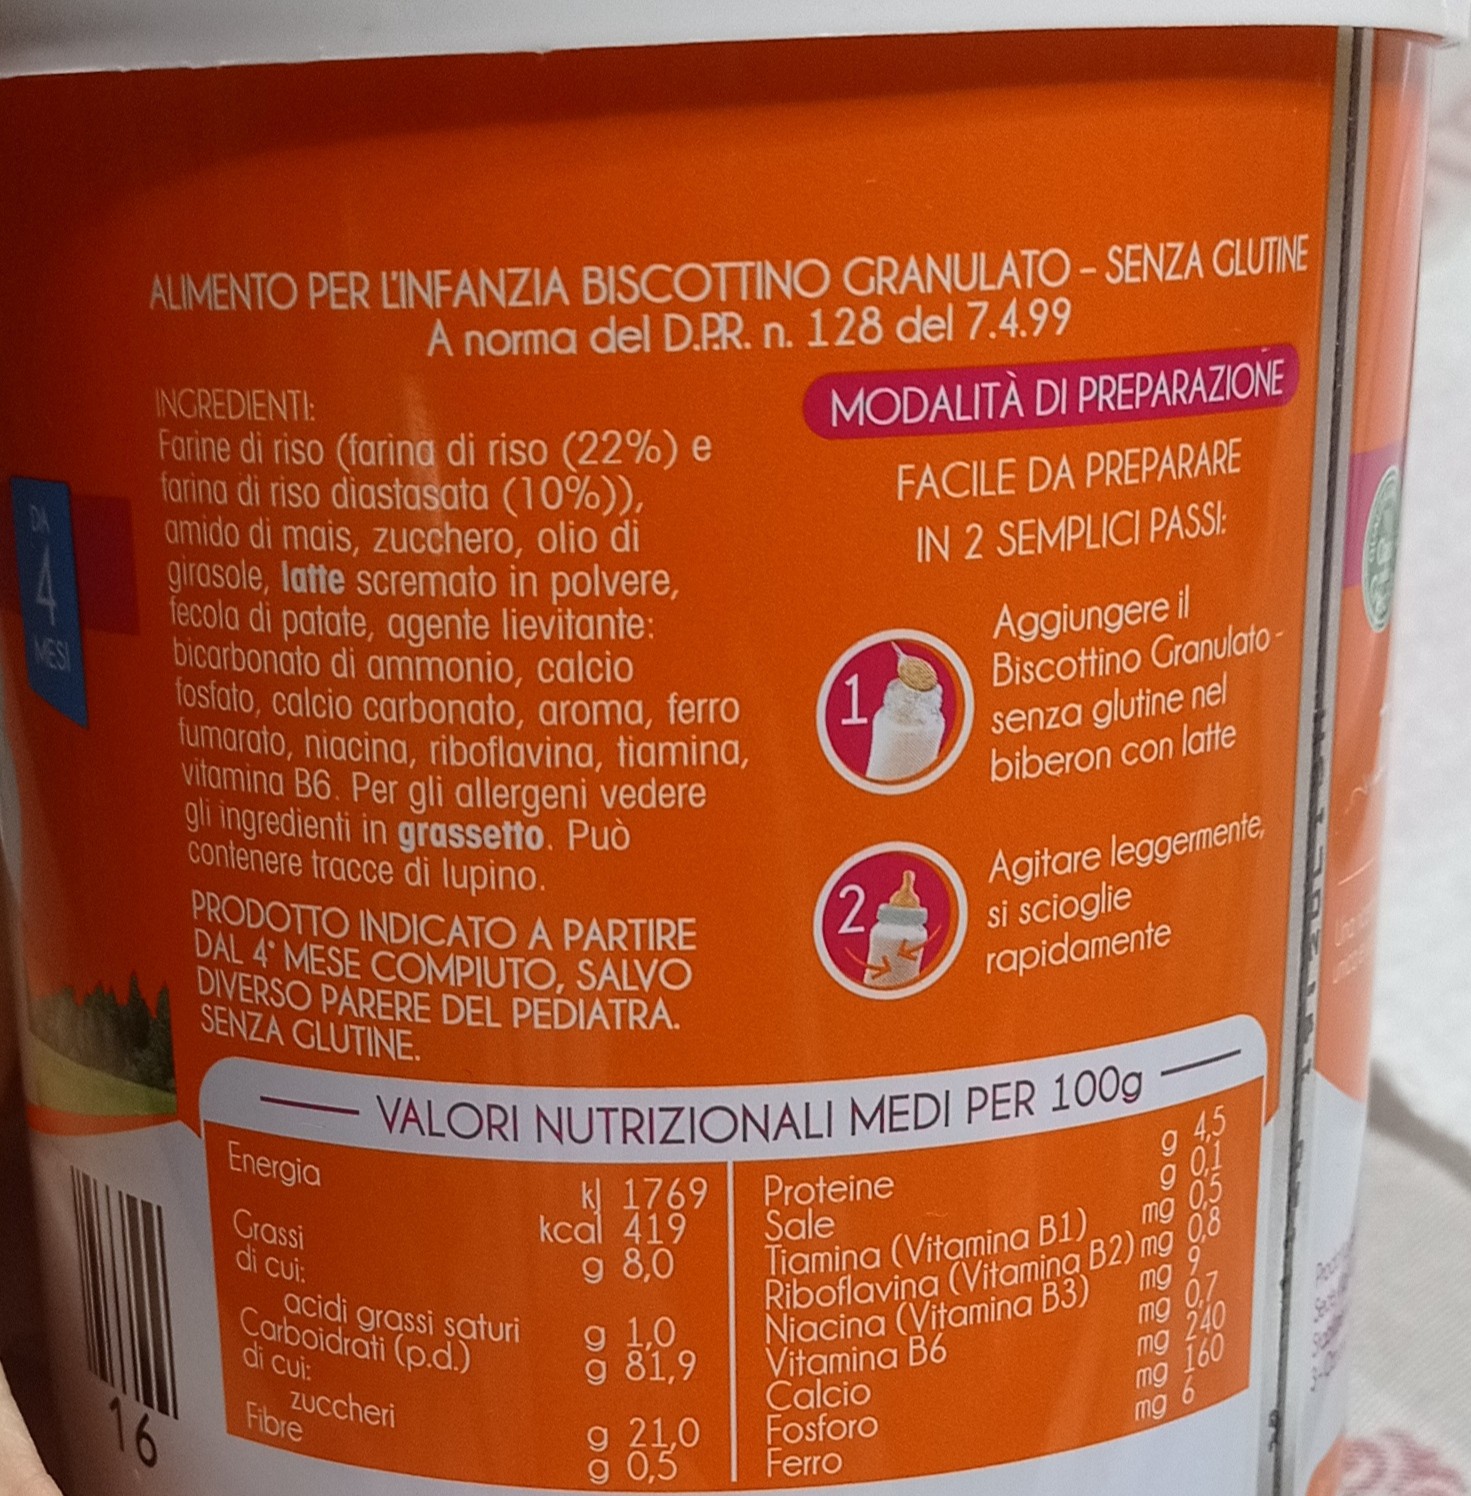 ALIMENTO PER L'INFANZIA BISCOTTINO GRANULATO – SENZA GLUTINE
A norma del D.P.R. n. 128 del 7.4.99
INGREDIENTI:
Farine di riso (farina di riso (22%) e
farina di riso diastasata (10%)),
amido di mais, zucchero, olio di
girasole, latte scremato in polvere,
fecola di patate, agente lievitante:
bicarbonato di ammonio, calcio
fosfato, calcio carbonato, aroma, ferro
fumarato, niacina, riboflavina, tiamina,
vitamina B6. Per gli allergeni vedere
gli ingredienti in grassetto. Può
contenere tracce di lupino.
PRODOTTO INDICATO A PARTIRE
DAL 4° MESE COMPIUTO, SALVO
DIVERSO PARERE DEL PEDIATRA.
SENZA GLUTINE.
DA
4
MESI
MODALITÀ DI PREPARAZIONE
FACILE DA PREPARARE
IN 2 SEMPLICI PASSI:
1
Aggiungere il
Biscottino Granulato -
senza glutine nel
biberon con latte
2
Agitare leggermente,
si scioglie
rapidamente
VALORI NUTRIZIONALI MEDI PER 100g
Energia kJ 1769
kcal 419
Grassi g 8,0
di cui:
acidi grassi saturi g 1,0
Carboidrati (p.d.) g 81,9
di cui:
zuccheri g 21,0
Fibre g 0,5
Proteine g 4,5
Sale g 0,1
Tiamina (Vitamina B1) mg 0,5
Riboflavina (Vitamina B2) mg 0,8
Niacina (Vitamina B3) mg 9
Vitamina B6 mg 0,7
Calcio mg 240
Fosforo mg 160
Ferro mg 6
16